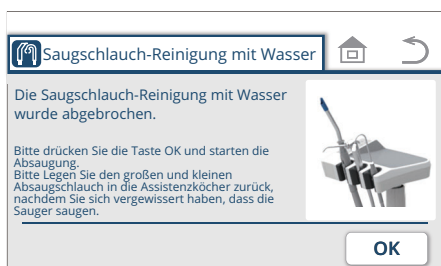 Saugschlauch-Reinigung mit Wasser
Die Saugschlauch-Reinigung mit Wasser
wurde abgebrochen.
Bitte drücken Sie die Taste OK und starten die
Absaugung.
Bitte Legen Sie den großen und kleinen
Absaugschlauch in die Assistenzköcher zurück,
nachdem Sie sich vergewissert haben, dass die
Sauger saugen.
OK